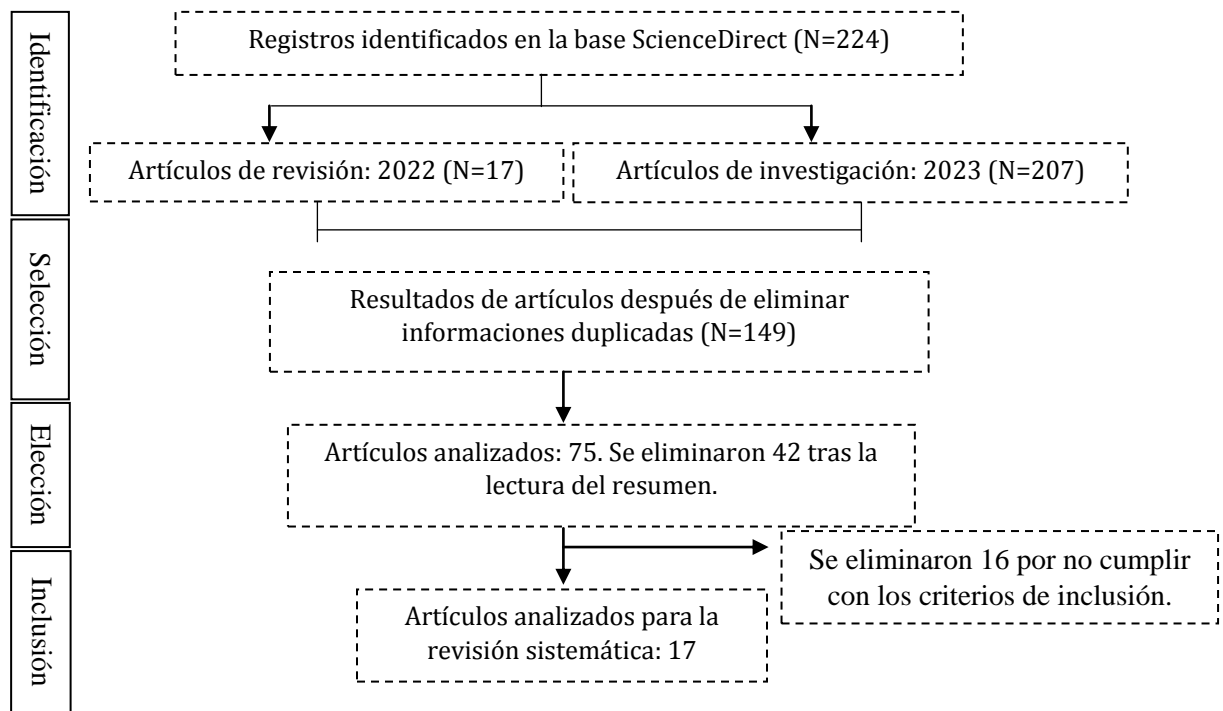 Identificación
Registros identificados en la base ScienceDirect (N=224)
Artículos de revisión: 2022 (N=17)
Artículos de investigación: 2023 (N=207)
Selección
Resultados de artículos después de eliminar
informaciones duplicadas (N=149)
Elección
Artículos analizados: 75. Se eliminaron 42 tras la
lectura del resumen.
Inclusión
Se eliminaron 16 por no cumplir
con los criterios de inclusión.
Artículos analizados para la
revisión sistemática: 17